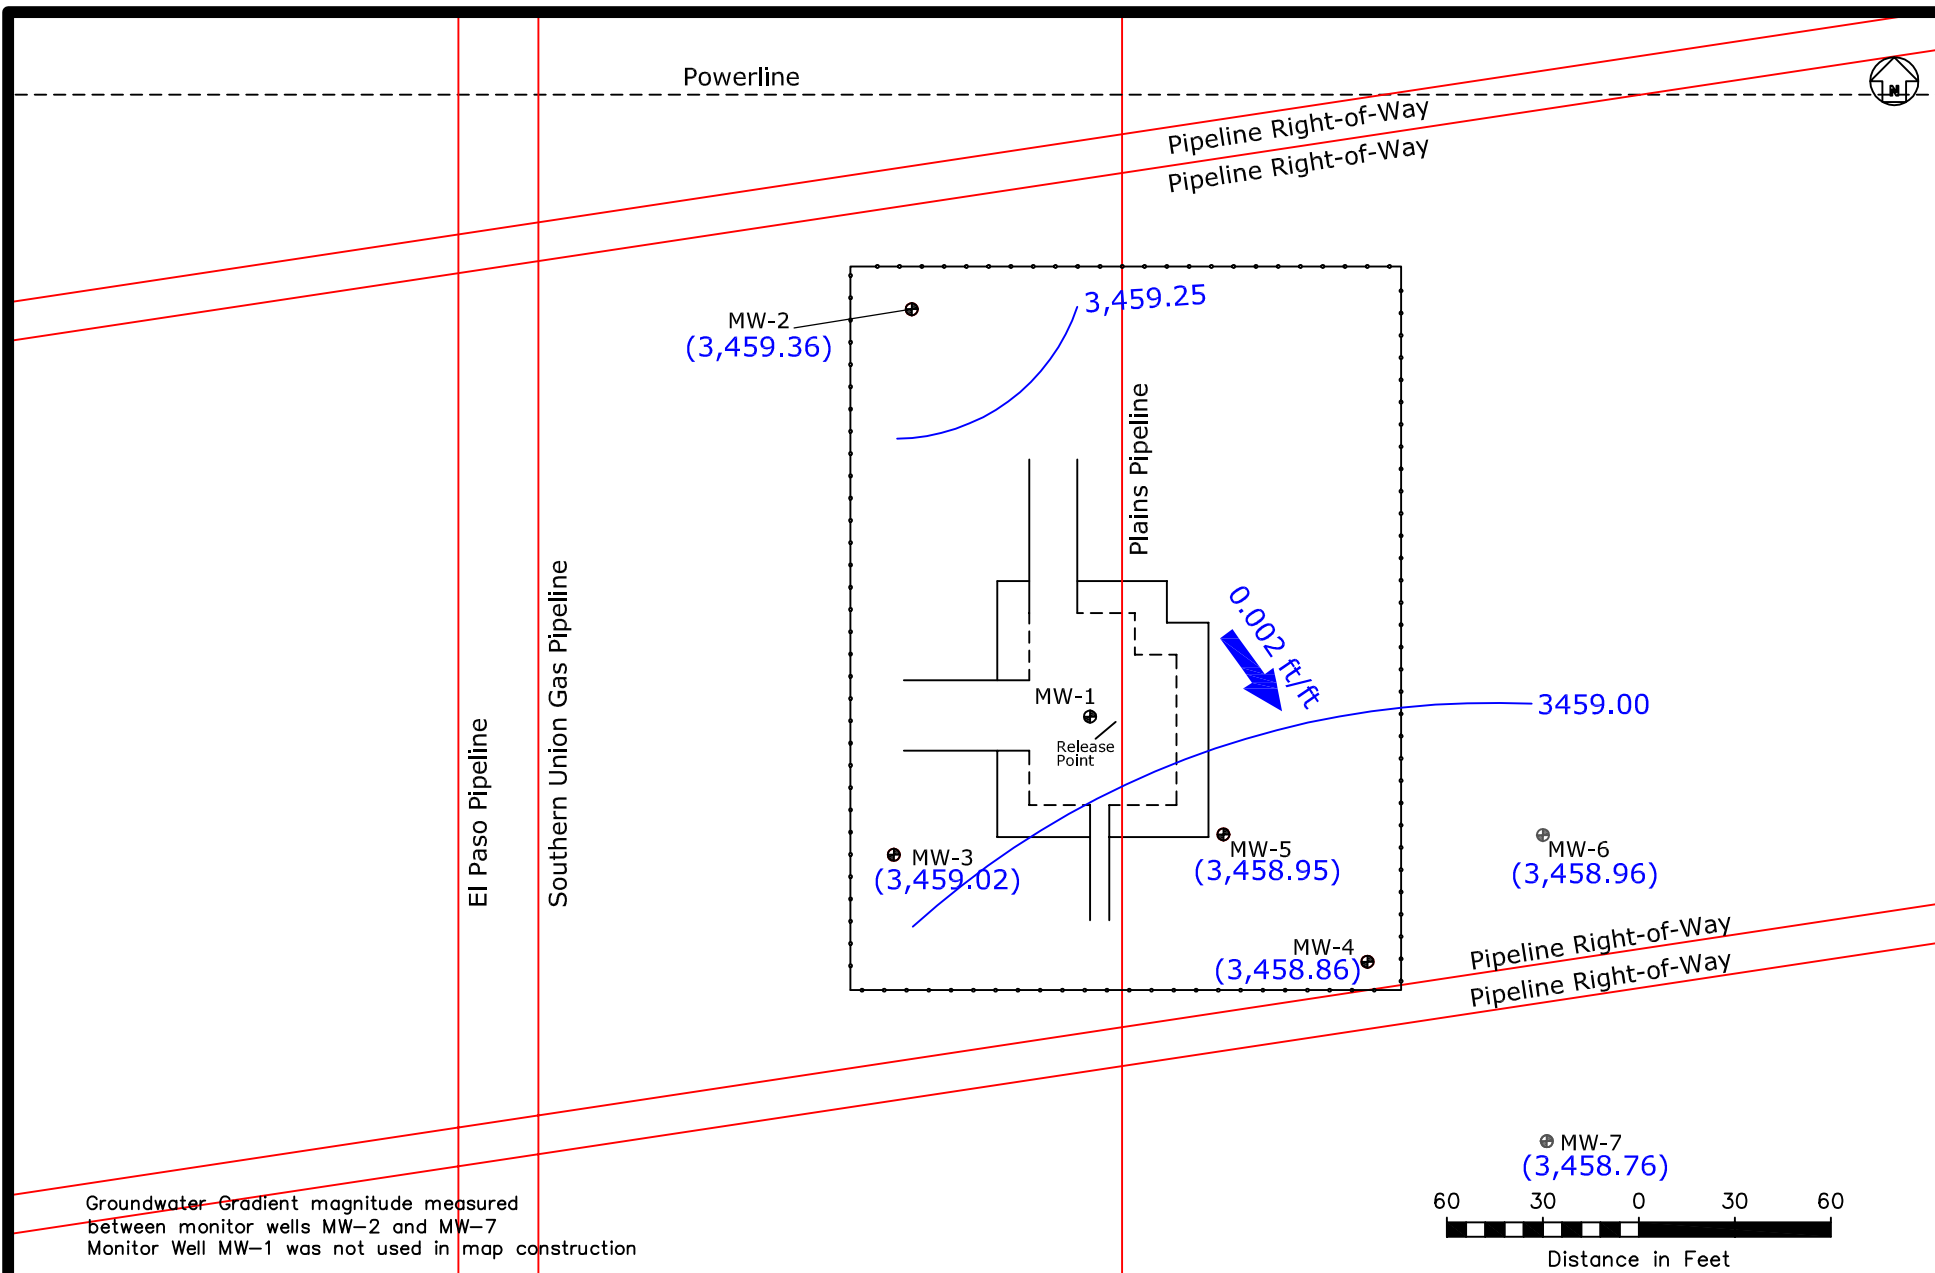 Powerline
N
Pipeline Right-of-Way
Pipeline Right-of-Way
3,459.25
MW-2
(3,459.36)
Plains Pipeline
El Paso Pipeline
Southern Union Gas Pipeline
0.002 ft/ft
MW-1
Release
Point
3459.00
MW-3
(3,459.02)
MW-5
(3,458.95)
MW-6
(3,458.96)
MW-4
(3,458.86)
Pipeline Right-of-Way
Pipeline Right-of-Way
MW-7
(3,458.76)
Groundwater Gradient magnitude measured
between monitor wells MW-2 and MW-7
Monitor Well MW-1 was not used in map construction
60 30 0 30 60
Distance in Feet